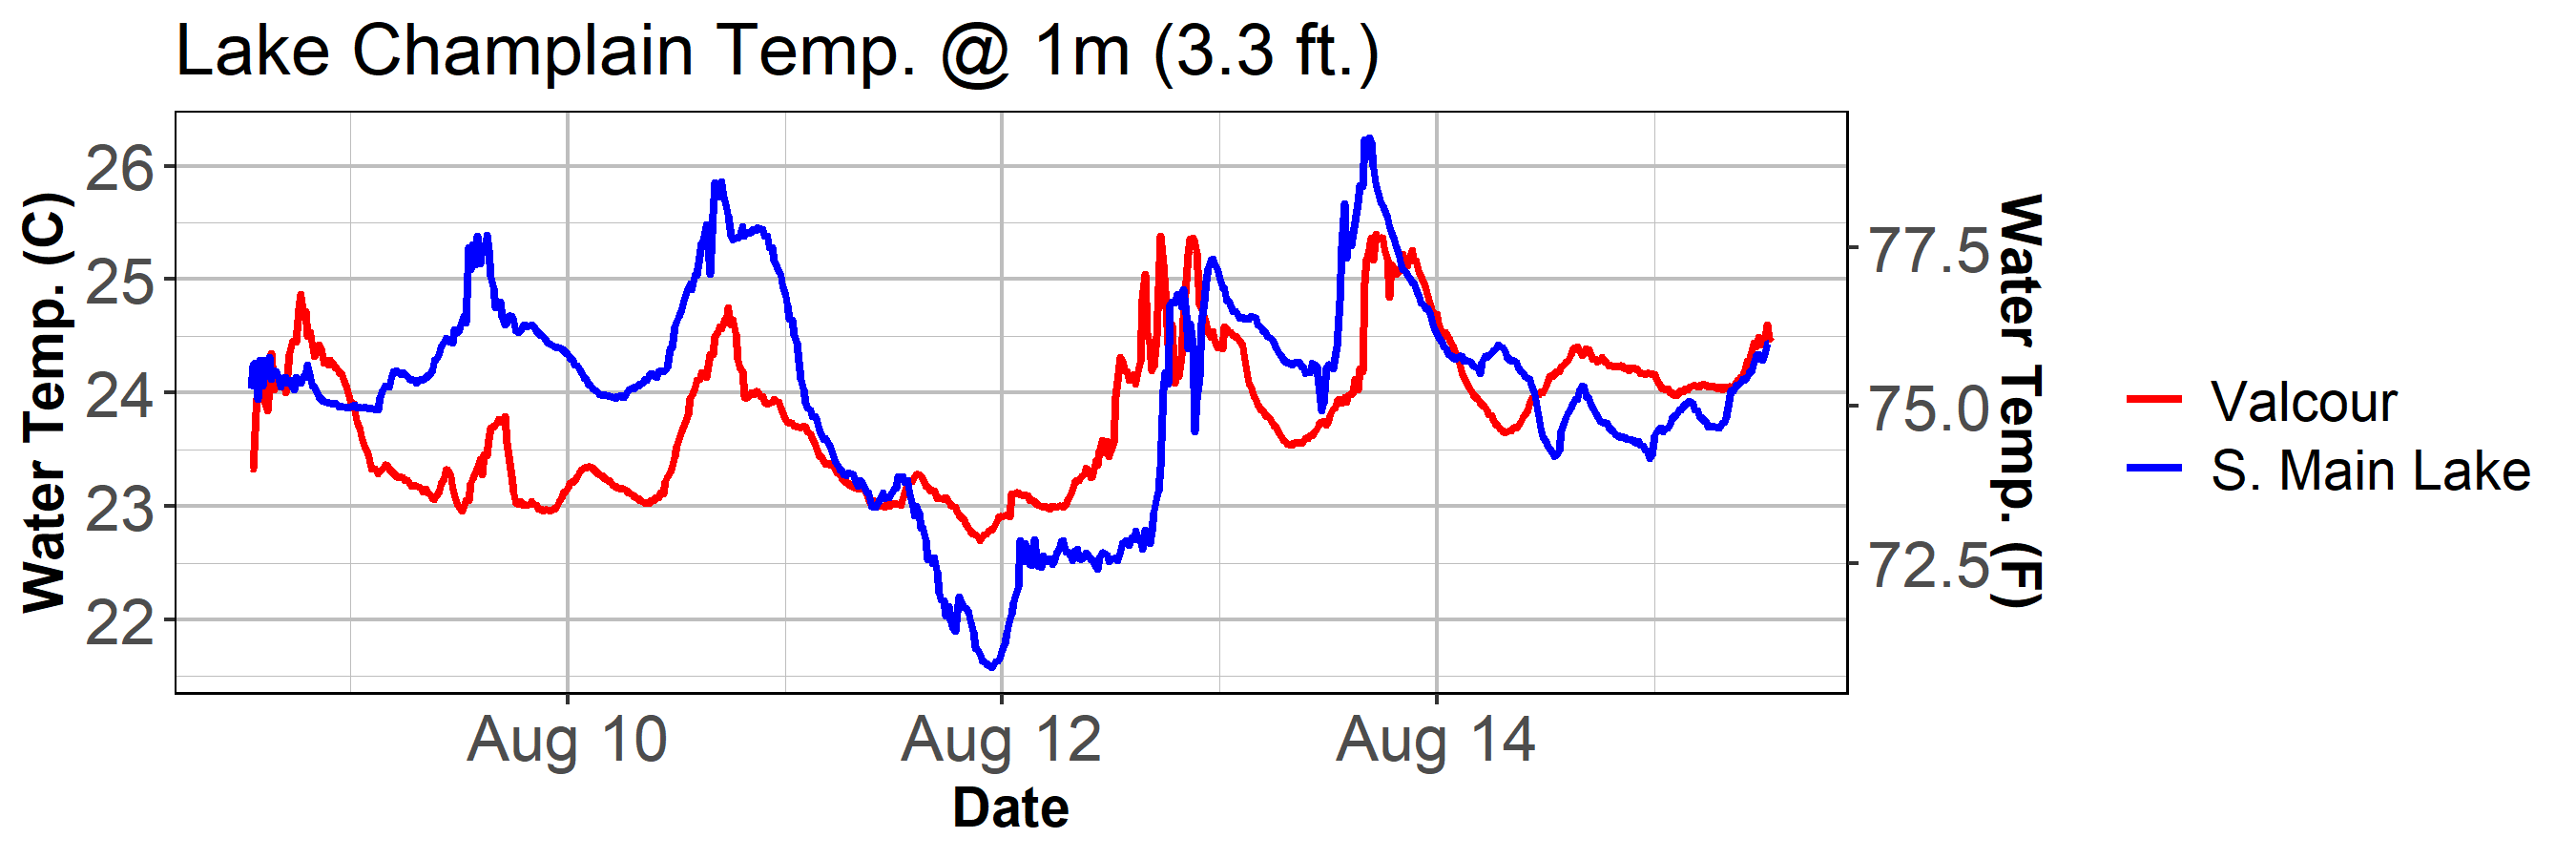 Lake Champlain Temp. @ 1m (3.3 ft.)
Water Temp. (C)
26
25
24
23
22
77.5
75.0
72.5
Water Temp. (F)
Aug 10
Aug 12
Aug 14
Date
Valcour
S. Main Lake